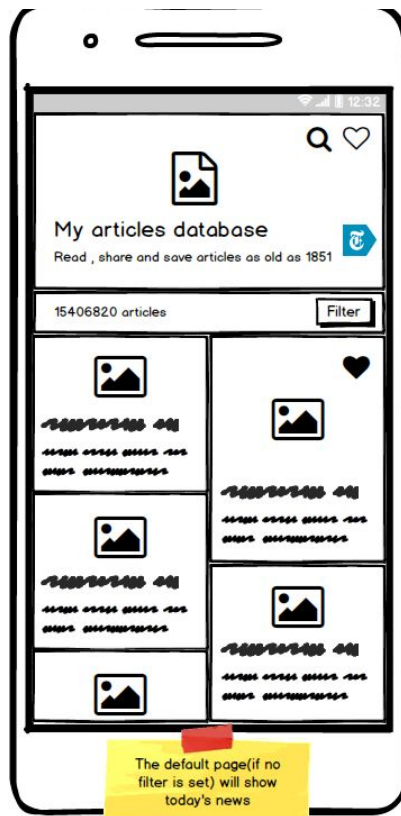 12:32
My articles database
Read , share and save articles as old as 1851
T
15406820 articles
Filter
The default page(if no
filter is set) will show
today's news